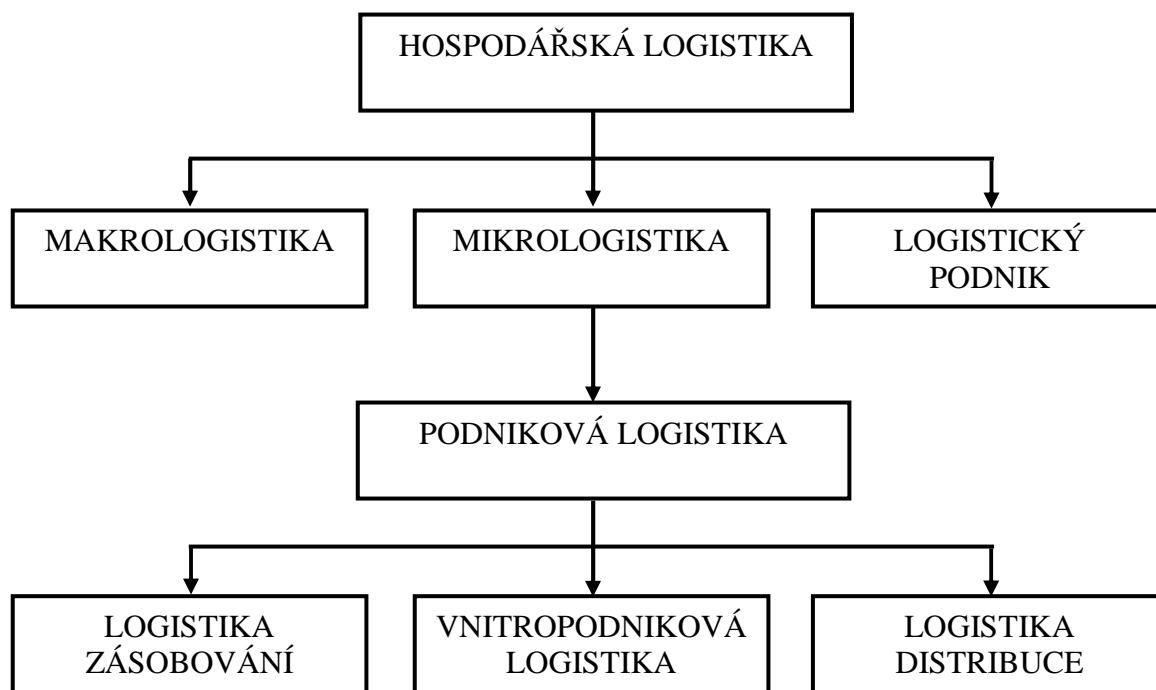 HOSPODÁŘSKÁ LOGISTIKA
MAKROLOGISTIKA
MIKROLOGISTIKA
LOGISTICKÝ
PODNIK
PODNIKOVÁ LOGISTIKA
LOGISTIKA
ZÁSOBOVÁNÍ
VNITROPODNIKOVÁ
LOGISTIKA
LOGISTIKA
DISTRIBUCE